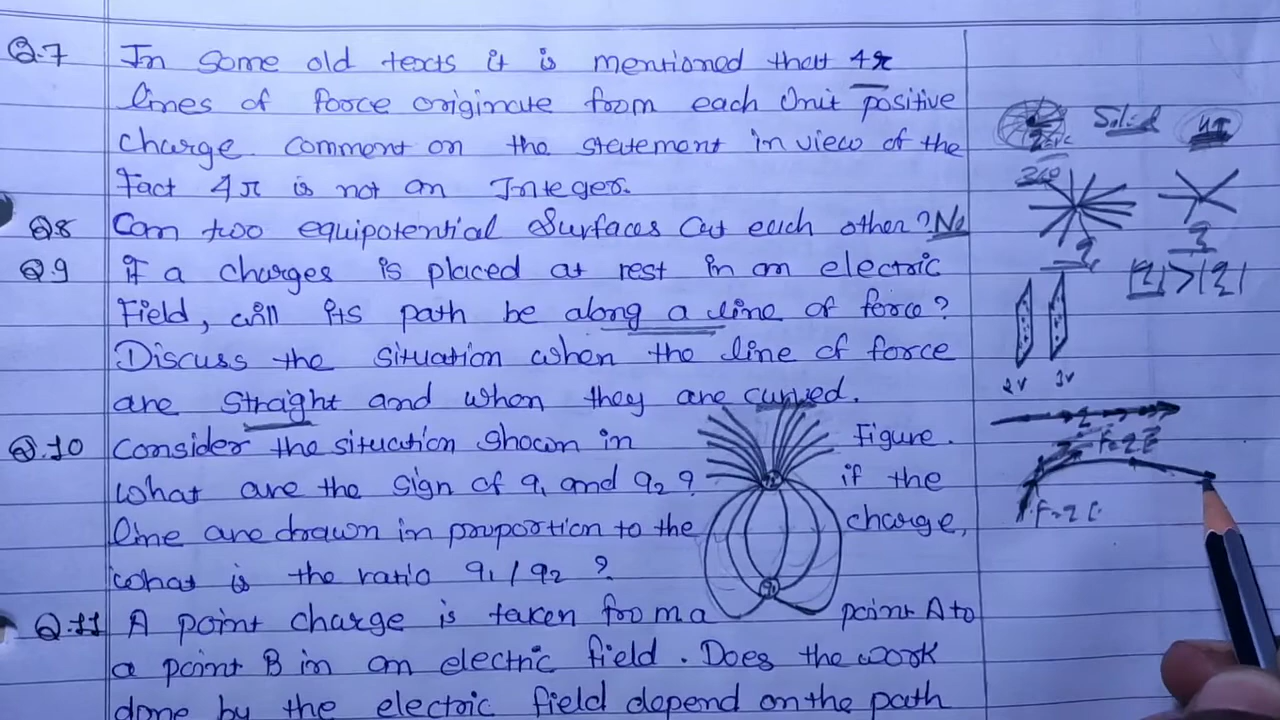 Q.7 In some old texts it is mentioned that 4π
lines of force originate from each Unit positive
charge. comment on the statement in view of the
fact 4π is not an Integer.
Q8 Can two equipotential Surfaces Cut each other? No
Q.9 if a charges is placed at rest in an electric
Field, will its path be along a line of force?
Discuss the situation when the line of force
are Straight and when they are curved.
Q.10 Consider the situation shown in Figure.
What are the sign of q1 and q2? if the
line are drawn in proportion to the charge,
What is the ratio q1/q2 ?
Q.11 A point charge is taken from a point A to
a point B in an electric field. Does the work
done by the electric field depend on the path
Solid 4π
2V 3V